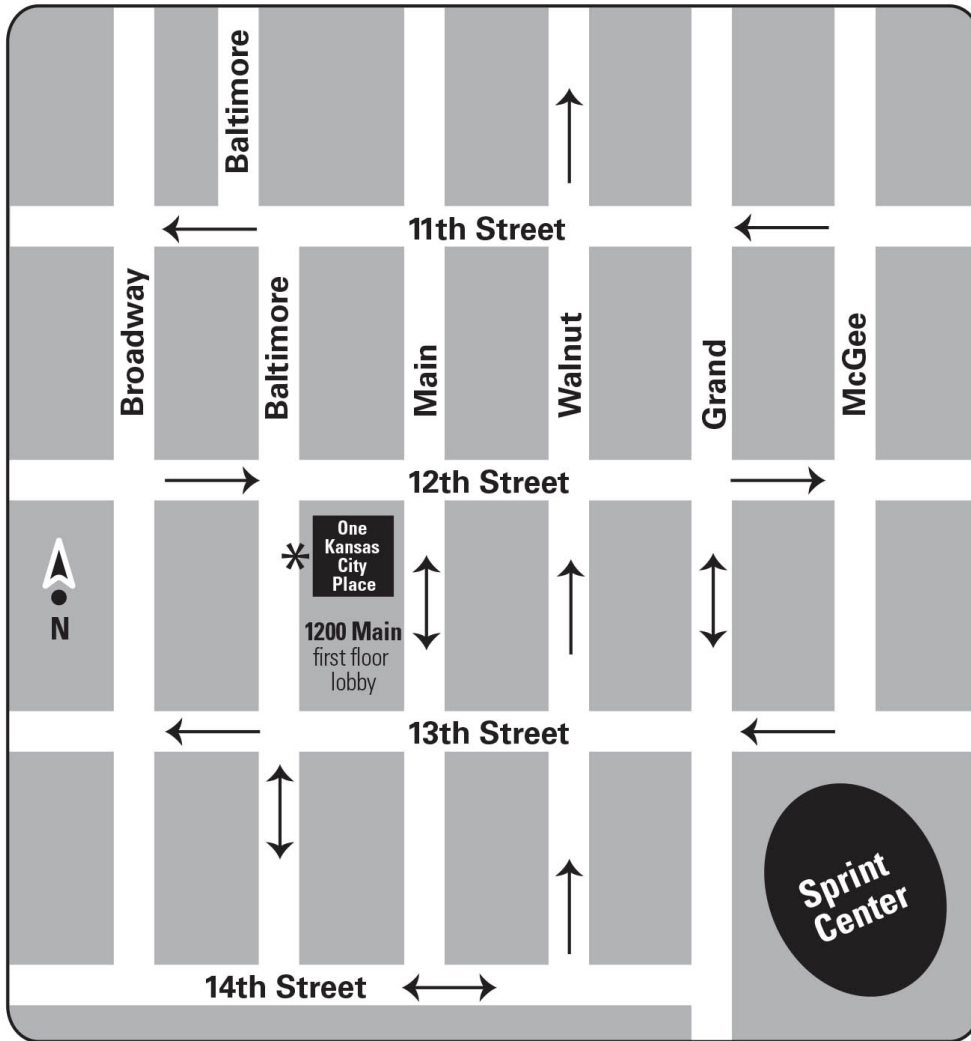 Baltimore
11th Street
Broadway
Baltimore
Main
Walnut
Grand
McGee
12th Street
*
One
Kansas
City
Place
N
1200 Main
first floor
lobby
13th Street
Sprint
Center
14th Street